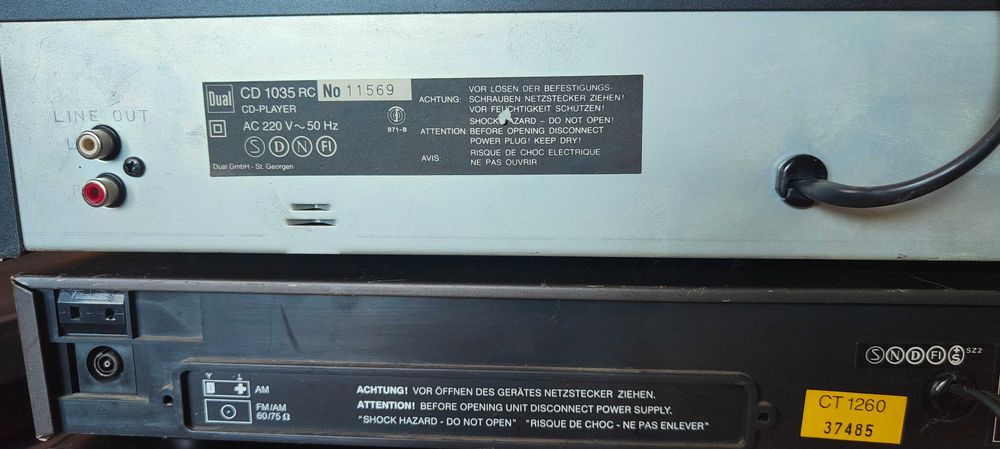 LINE OUT
L
Dual
CD 1035 RC No 11569
CD-PLAYER
AC 220 V ~ 50 Hz
S D N FI
Dual GmbH - St. Georgen
871-B
ACHTUNG: VOR LÖSEN DER BEFESTIGUNGS-
SCHRAUBEN NETZSTECKER ZIEHEN!
VOR FEUCHTIGKEIT SCHÜTZEN!
SHOCK HAZARD - DO NOT OPEN!
ATTENTION: BEFORE OPENING DISCONNECT
POWER PLUG! KEEP DRY!
AVIS: RISQUE DE CHOC ELECTRIQUE
NE PAS OUVRIR
AM
FM/AM
60/75 Ω
ACHTUNG! VOR ÖFFNEN DES GERÄTES NETZSTECKER ZIEHEN.
ATTENTION! BEFORE OPENING UNIT DISCONNECT POWER SUPPLY.
"SHOCK HAZARD - DO NOT OPEN" "RISQUE DE CHOC - NE PAS ENLEVER"
S N D FI S SZ2
CT 1260
37485